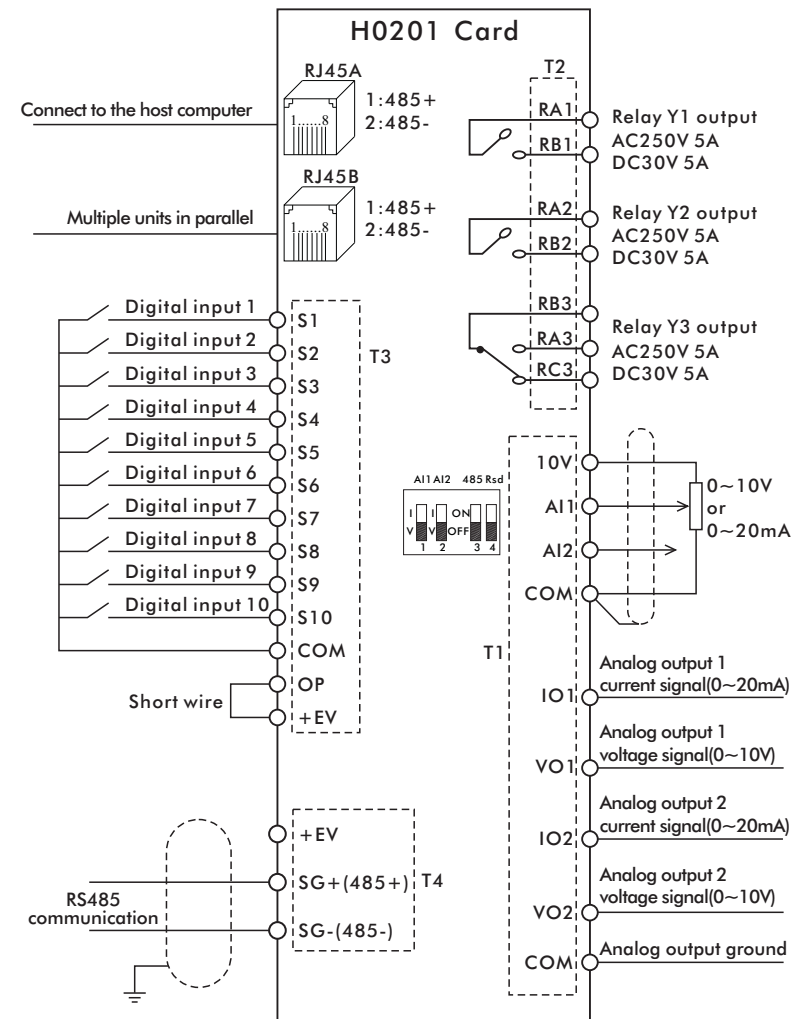 H0201 Card
RJ45A
1:485+
2:485-
1......8
Connect to the host computer
RJ45B
1:485+
2:485-
1......8
Multiple units in parallel
T2
RA1
RB1
Relay Y1 output
AC250V 5A
DC30V 5A
RA2
RB2
Relay Y2 output
AC250V 5A
DC30V 5A
RB3
RA3
RC3
Relay Y3 output
AC250V 5A
DC30V 5A
Digital input 1
S1
Digital input 2
S2
Digital input 3
S3
Digital input 4
S4
Digital input 5
S5
Digital input 6
S6
Digital input 7
S7
Digital input 8
S8
Digital input 9
S9
Digital input 10
S10
COM
OP
+EV
T3
Short wire
AI1 AI2 485 Rsd
I I ON
V V OFF
1 2 3 4
10V
AI1
AI2
COM
0~10V
or
0~20mA
T1
IO1
Analog output 1
current signal(0~20mA)
VO1
Analog output 1
voltage signal(0~10V)
IO2
Analog output 2
current signal(0~20mA)
VO2
Analog output 2
voltage signal(0~10V)
COM
Analog output ground
+EV
SG+(485+)
SG-(485-)
T4
RS485
communication